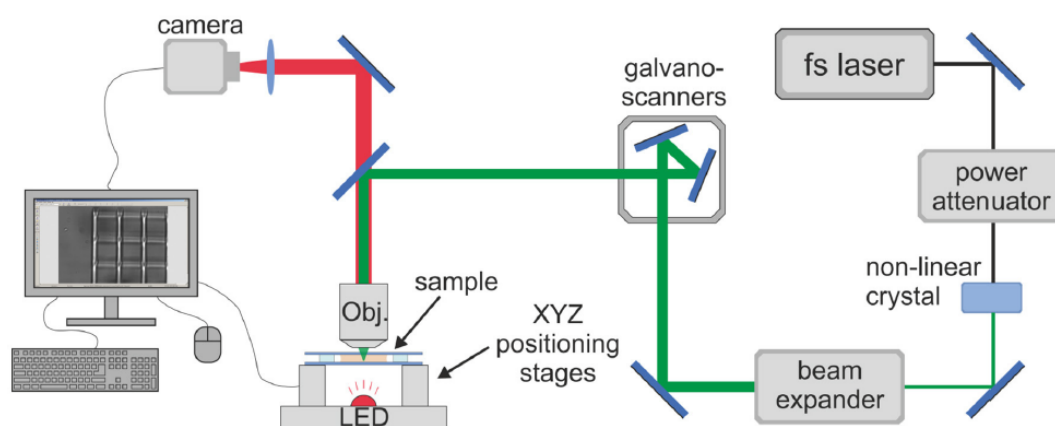 camera
fs laser
galvano-
scanners
power
attenuator
non-linear
crystal
sample
Obj.
XYZ
positioning
stages
beam
expander
LED